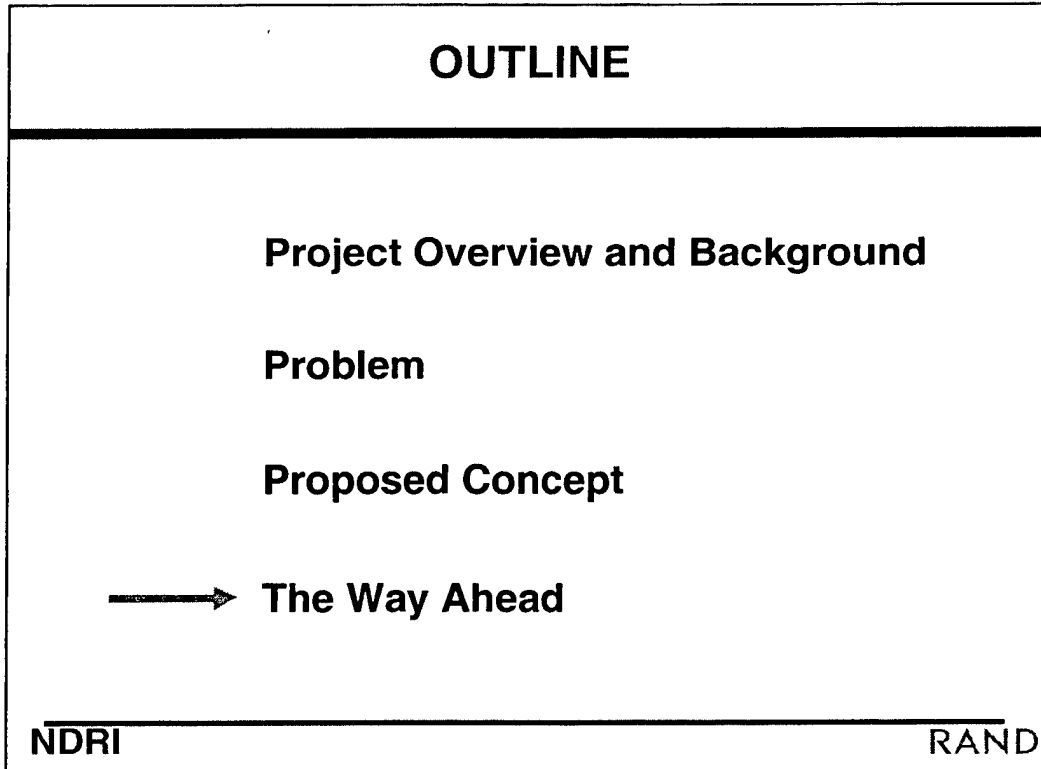 OUTLINE
Project Overview and Background
Problem
Proposed Concept
The Way Ahead
NDRI
RAND